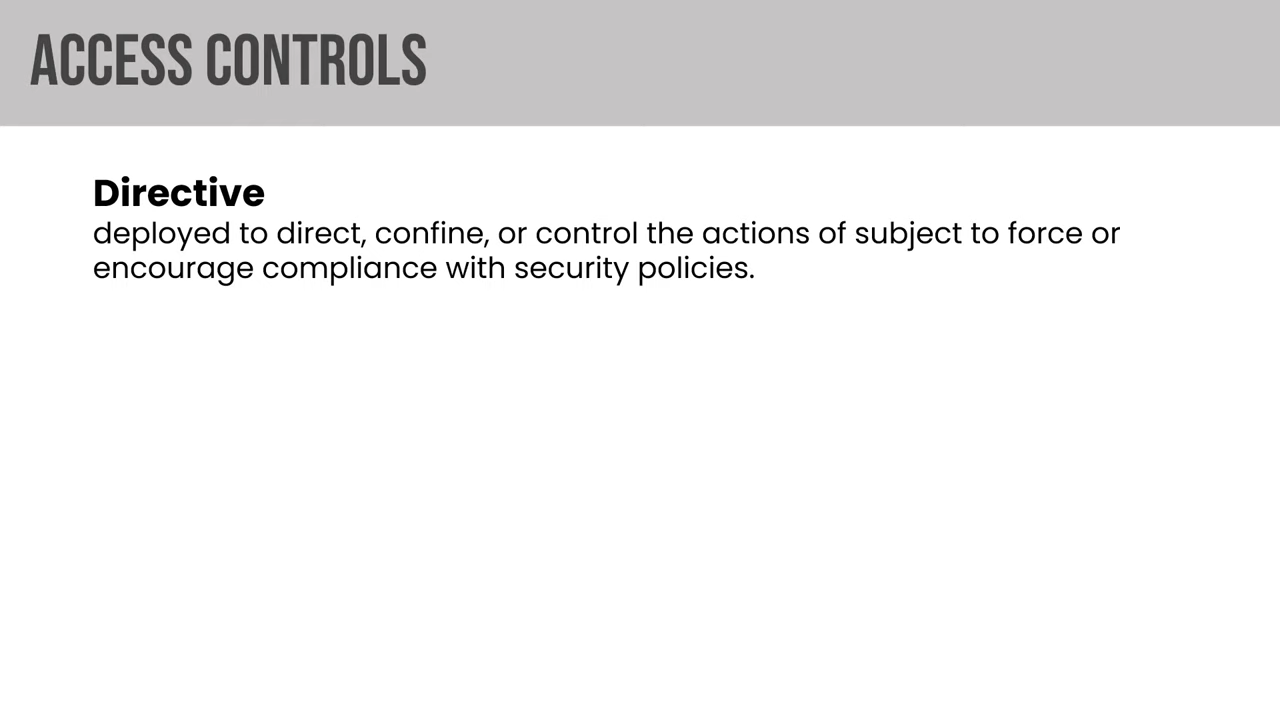 ACCESS CONTROLS
Directive
deployed to direct, confine, or control the actions of subject to force or
encourage compliance with security policies.